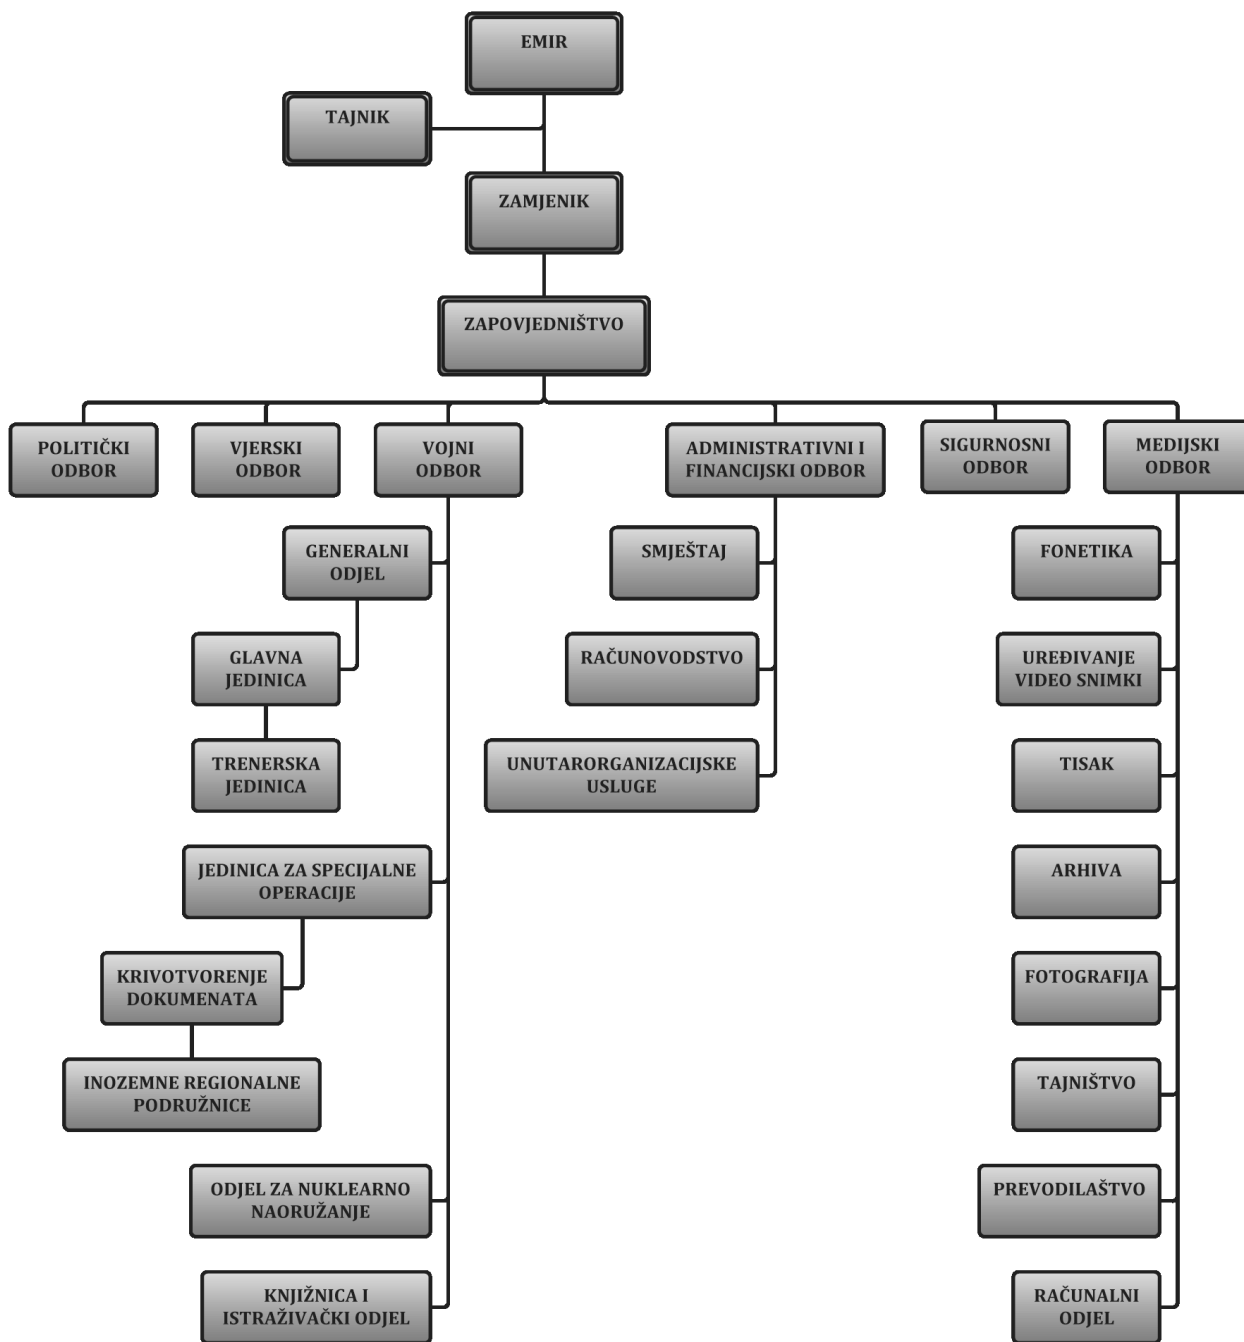 EMIR
TAJNIK
ZAMJENIK
ZAPOVJEDNIŠTVO
POLITIČKI
ODBOR
VJERSKI
ODBOR
VOJNI
ODBOR
ADMINISTRATIVNI I
FINANCIJSKI ODBOR
SIGURNOSNI
ODBOR
MEDIJSKI
ODBOR
GENERALNI
ODJEL
GLAVNA
JEDINICA
TRENERSKA
JEDINICA
JEDINICA ZA SPECIJALNE
OPERACIJE
KRIVOTVORENJE
DOKUMENATA
INOZEMNE REGIONALNE
PODRUŽNICE
ODJEL ZA NUKLEARNO
NAORUŽANJE
KNJIŽNICA I
ISTRAŽIVAČKI ODJEL
SMJEŠTAJ
RAČUNOVODSTVO
UNUTARORGANIZACIJSKE
USLUGE
FONETIKA
UREĐIVANJE
VIDEO SNIMKI
TISAK
ARHIVA
FOTOGRAFIJA
TAJNIŠTVO
PREVODILAŠTVO
RAČUNALNI
ODJEL